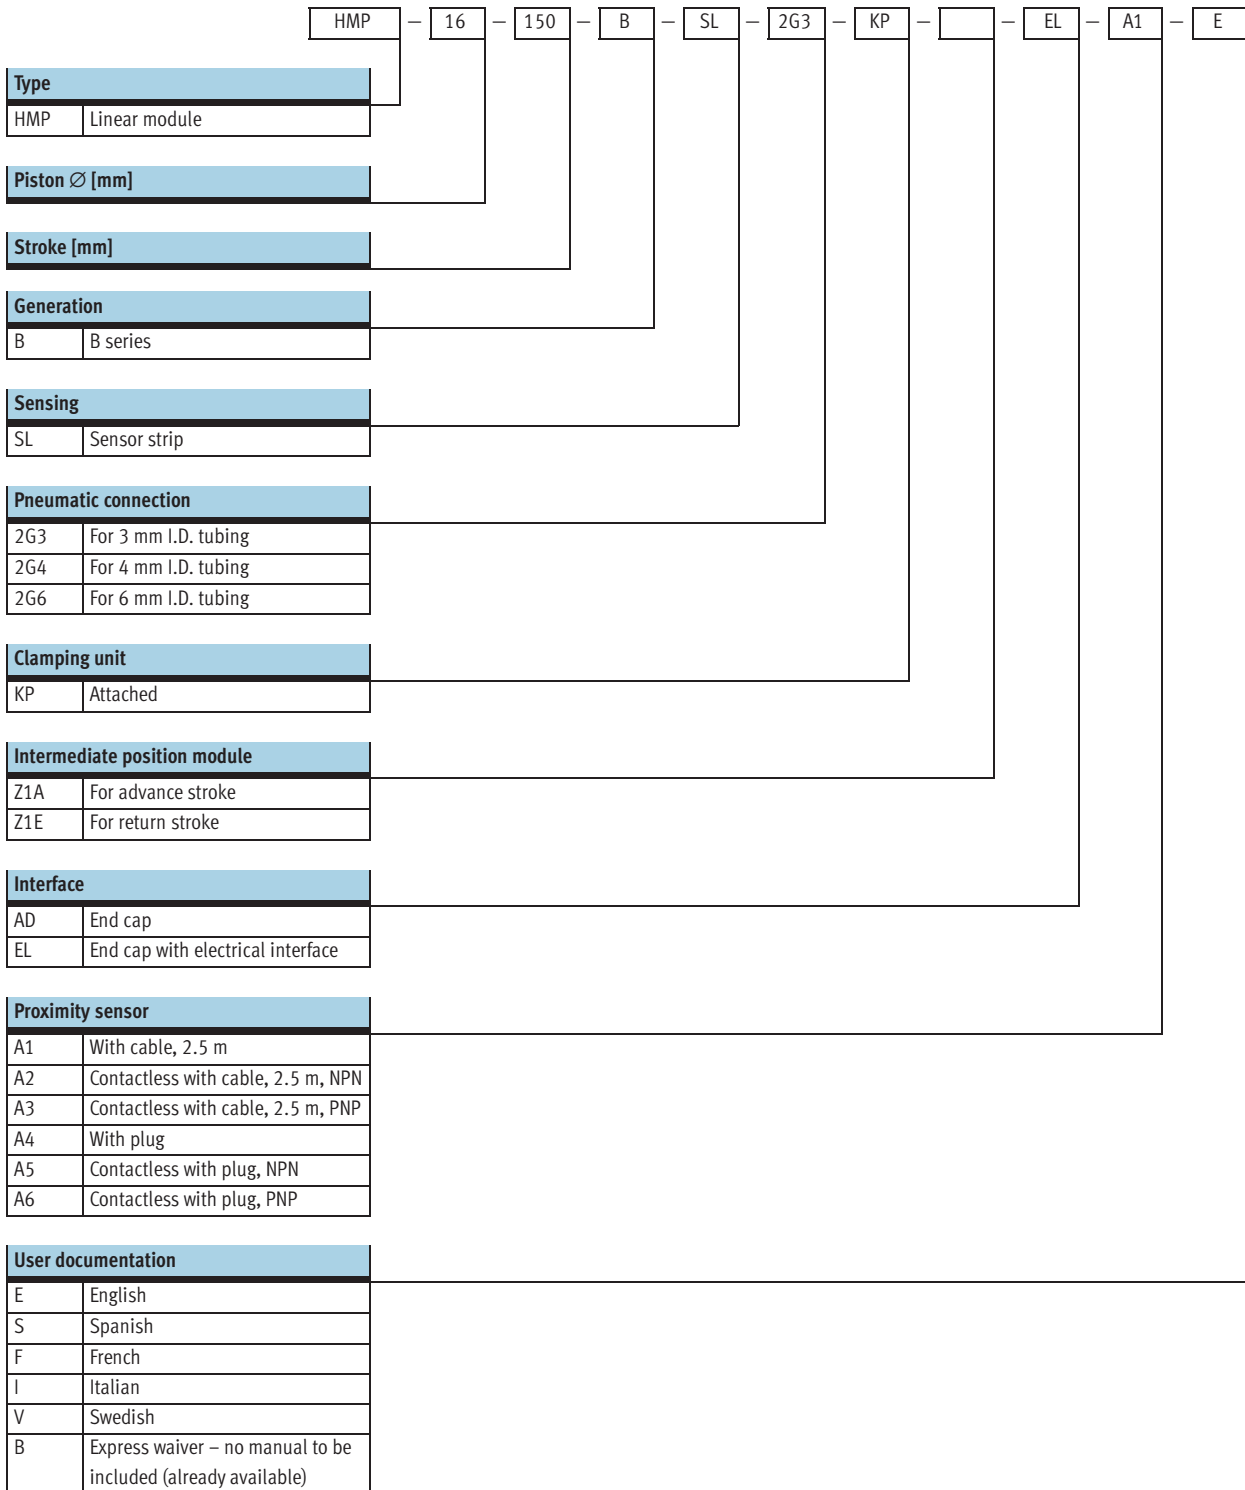 HMP — 16 — 150 — B — SL — 2G3 — KP — — EL — A1 — E
Type
HMP Linear module
Piston ∅ [mm]
Stroke [mm]
Generation
B B series
Sensing
SL Sensor strip
Pneumatic connection
2G3 For 3 mm I.D. tubing
2G4 For 4 mm I.D. tubing
2G6 For 6 mm I.D. tubing
Clamping unit
KP Attached
Intermediate position module
Z1A For advance stroke
Z1E For return stroke
Interface
AD End cap
EL End cap with electrical interface
Proximity sensor
A1 With cable, 2.5 m
A2 Contactless with cable, 2.5 m, NPN
A3 Contactless with cable, 2.5 m, PNP
A4 With plug
A5 Contactless with plug, NPN
A6 Contactless with plug, PNP
User documentation
E English
S Spanish
F French
I Italian
V Swedish
B Express waiver – no manual to be
included (already available)